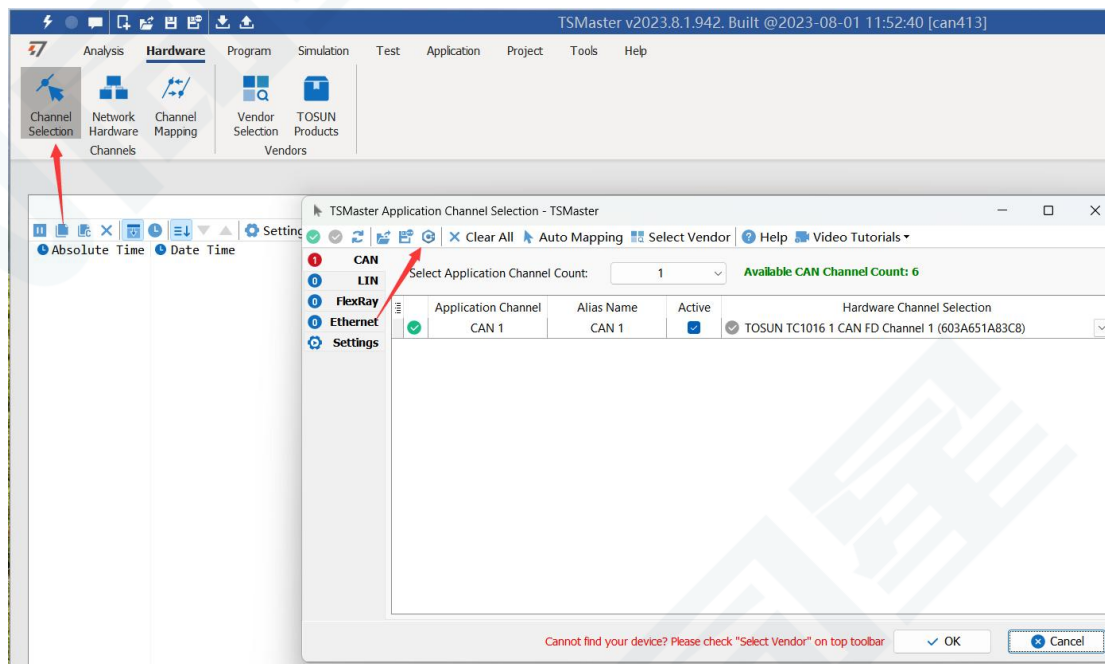 TSMaster v2023.8.1.942. Built @2023-08-01 11:52:40 [can413]
Analysis Hardware Program Simulation Test Application Project Tools Help
Channel Selection
Network Hardware
Channel Mapping
Vendor Selection
TOSUN Products
Channels
Vendors
TSMaster Application Channel Selection - TSMaster
Setting
Clear All Auto Mapping Select Vendor Help Video Tutorials
Absolute Time Date Time
1 CAN
0 LIN
0 FlexRay
0 Ethernet
Settings
Select Application Channel Count: 1 Available CAN Channel Count: 6
Application Channel Alias Name Active Hardware Channel Selection
CAN 1 CAN 1 TOSUN TC1016 1 CAN FD Channel 1 (603A651A83C8)
Cannot find your device? Please check "Select Vendor" on top toolbar OK Cancel